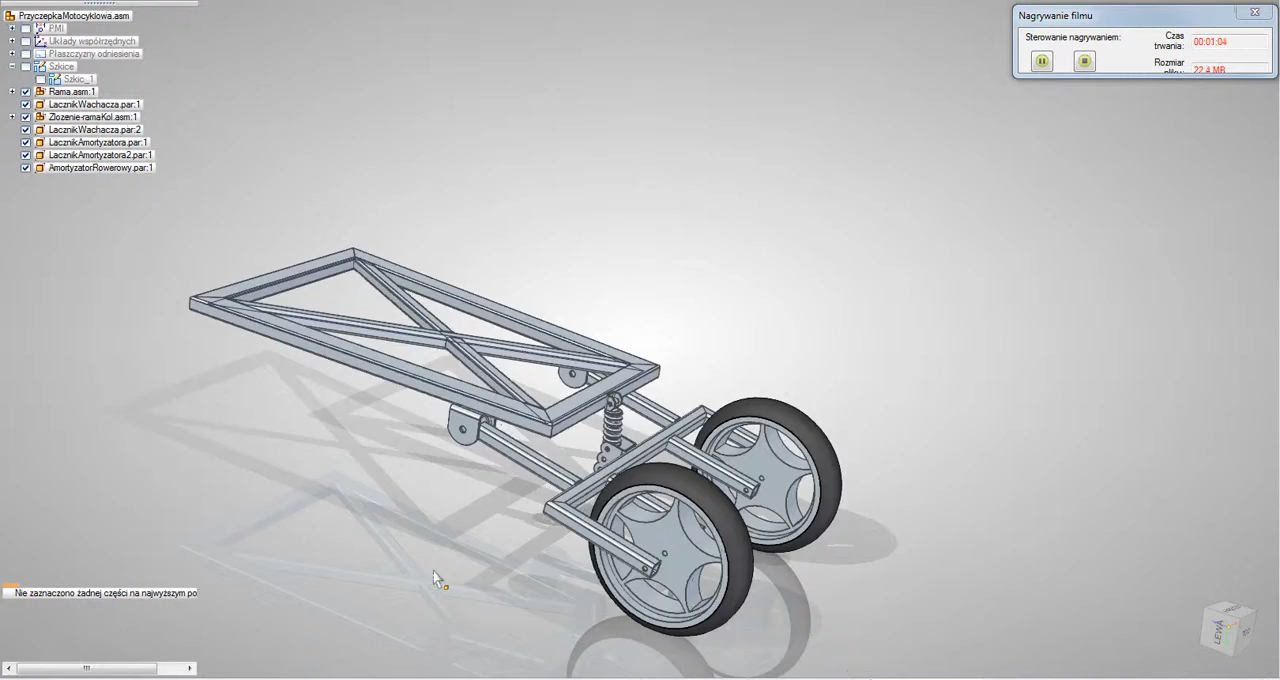 PrzyczepkaMotocyklowa.asm
PMI
Układy współrzędnych
Płaszczyzny odniesienia
Szkice
Szkic_1
Rama.asm:1
LacznikWachacza.par:1
Zlozenie-ramaKol.asm:1
LacznikWachacza.par:2
LacznikAmortyzatora.par:1
LacznikAmortyzatora2.par:1
AmortyzatorRowerowy.par:1
Nie zaznaczono żadnej części na najwyższym po
Nagrywanie filmu
Sterowanie nagrywaniem:
Czas
trwania:
00:01:04
Rozmiar
22,4 MB
LEWA